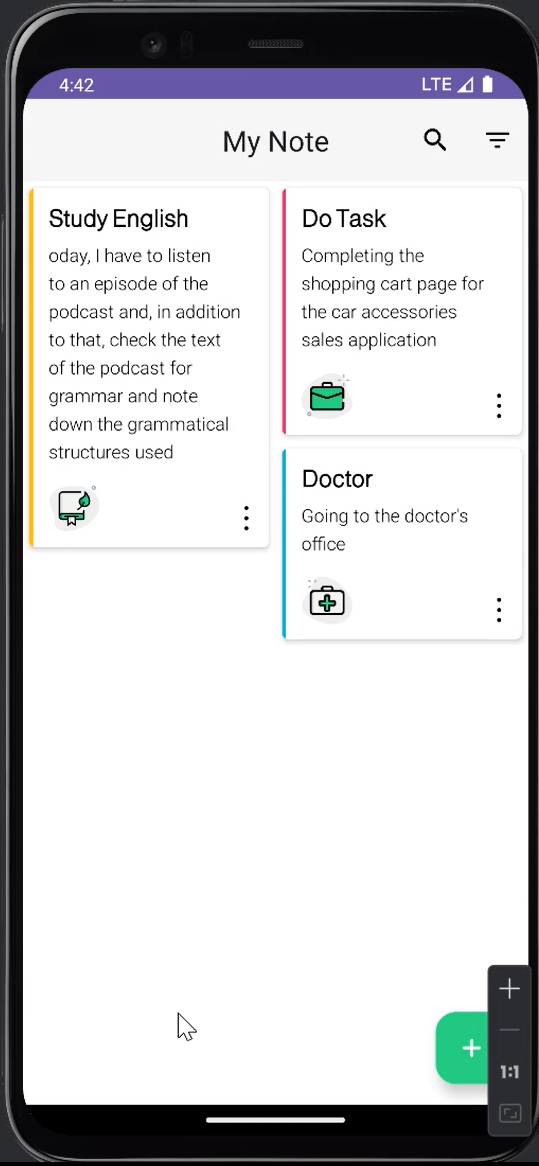 4:42
LTE
My Note
Study English
oday, I have to listen
to an episode of the
podcast and, in addition
to that, check the text
of the podcast for
grammar and note
down the grammatical
structures used
Do Task
Completing the
shopping cart page for
the car accessories
sales application
Doctor
Going to the doctor's
office
1:1